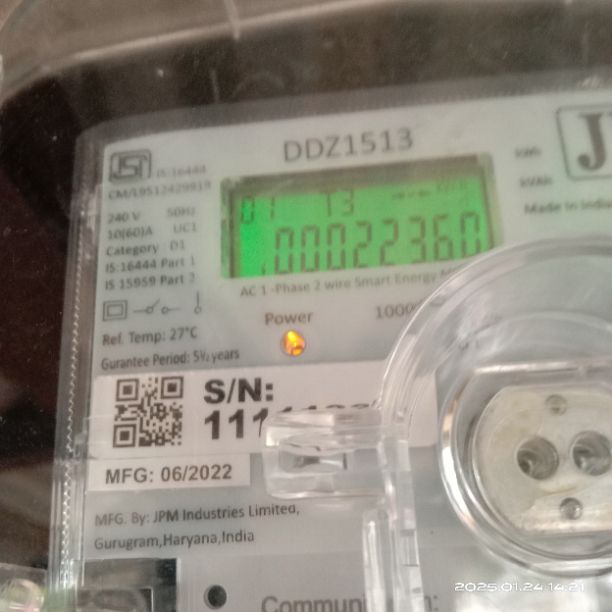 DDZ1513
IS:16444
240 V 50Hz
10(60)A UC1
Category : D1
IS:16444 Part 1
IS 15959 Part 2
01 T3
00022360
AC 1 -Phase 2 wire Smart Energy
kWh
kVAh
J
Made in India
Power
Ref. Temp: 27°C
Gurantee Period: 5½ years
S/N:
MFG: 06/2022
MFG. By: JPM Industries Limited,
Gurugram,Haryana,India
2025.01.24 14:21